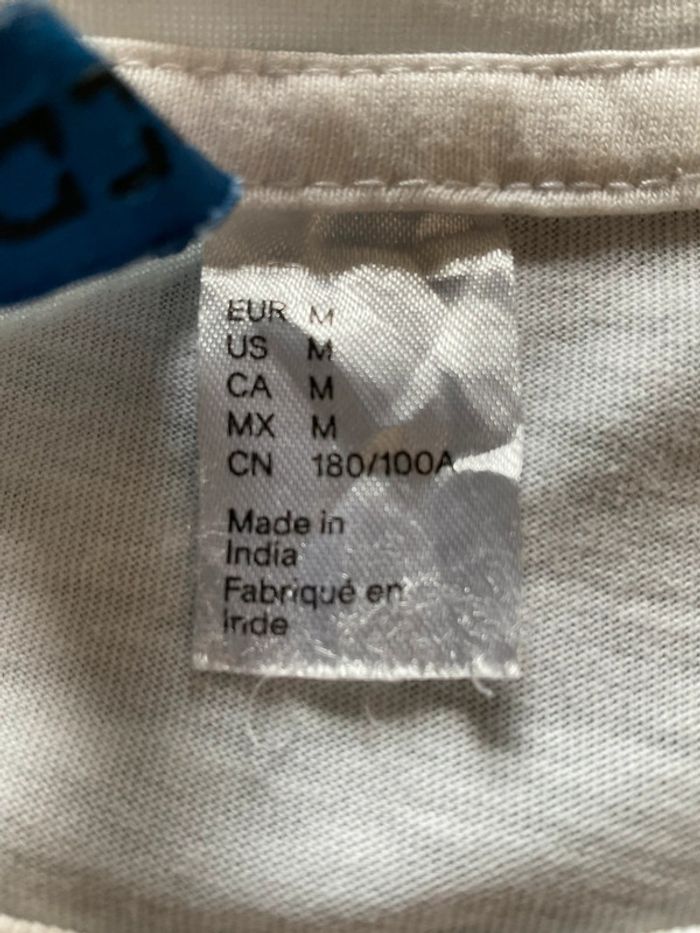 EUR M
US M
CA M
MX M
CN 180/100A
Made in
India
Fabriqué en
Inde